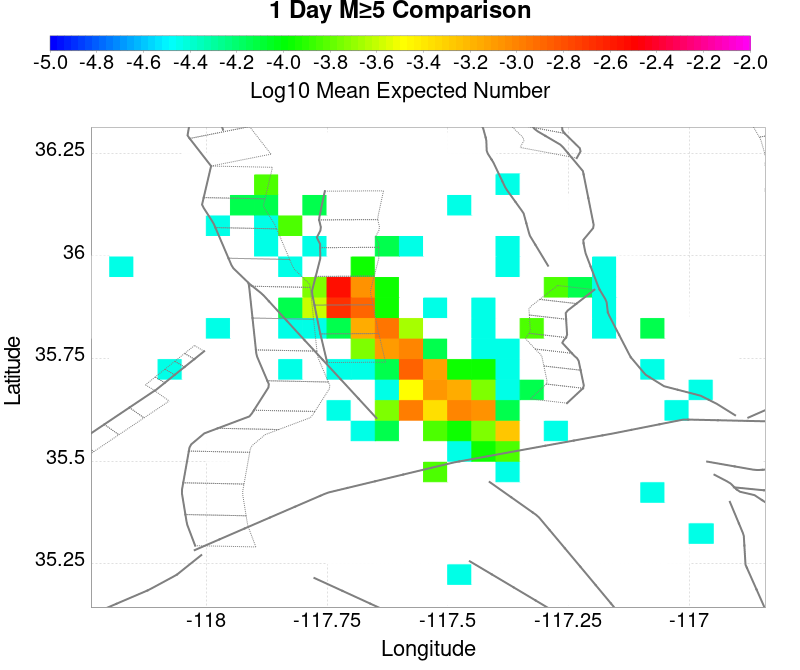 1 Day M≥5 Comparison
-5.0 -4.8 -4.6 -4.4 -4.2 -4.0 -3.8 -3.6 -3.4 -3.2 -3.0 -2.8 -2.6 -2.4 -2.2 -2.0
Log10 Mean Expected Number
36.25
36
35.75
35.5
35.25
Latitude
-118 -117.75 -117.5 -117.25 -117
Longitude